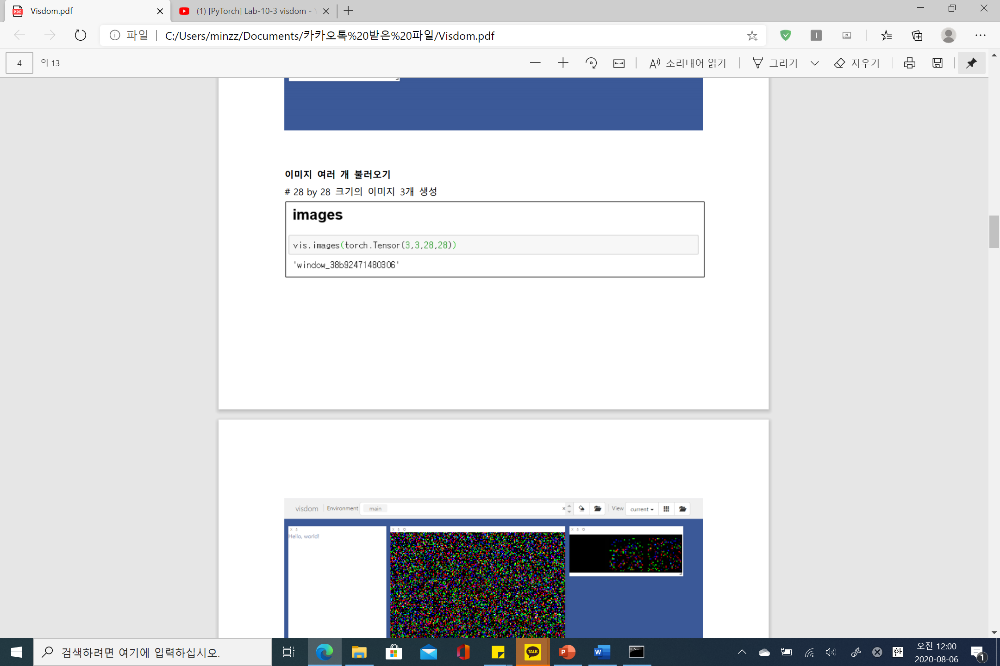 Visdom.pdf
(1) [PyTorch] Lab-10-3 visdom -
파일 | C:/Users/minzz/Documents/카카오톡%20받은%20파일/Visdom.pdf
4 의 13
소리내어 읽기
그리기
지우기
이미지 여러 개 불러오기
# 28 by 28 크기의 이미지 3개 생성
images
vis.images(torch.Tensor(3,3,28,28))
'window_38b92471480306'
visdom Environment main View current
Hello, world!
검색하려면 여기에 입력하십시오.
TALK
한
오전 12:00
2020-08-06
1